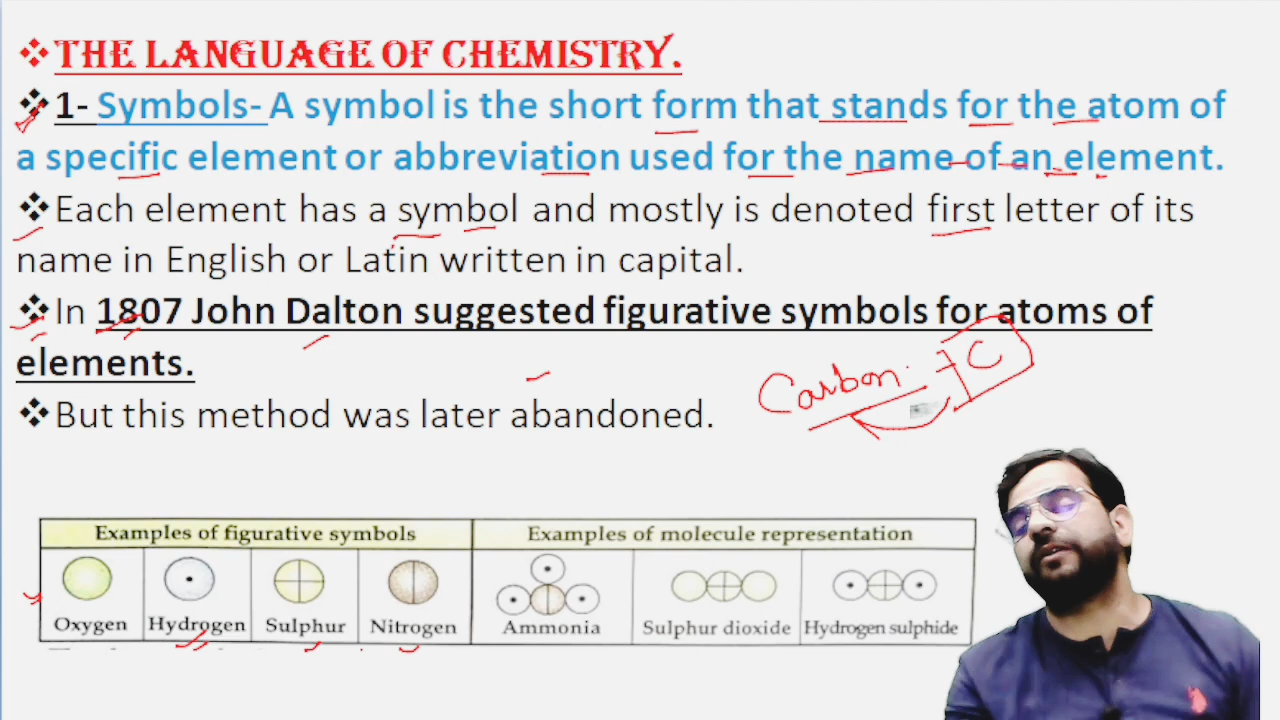 ❖THE LANGUAGE OF CHEMISTRY.
❖1- Symbols- A symbol is the short form that stands for the atom of
a specific element or abbreviation used for the name of an element.
❖Each element has a symbol and mostly is denoted first letter of its
name in English or Latin written in capital.
❖In 1807 John Dalton suggested figurative symbols for atoms of
elements.
❖But this method was later abandoned.
Carbon. C
Examples of figurative symbols Examples of molecule representation
Oxygen Hydrogen Sulphur Nitrogen Ammonia Sulphur dioxide Hydrogen sulphide